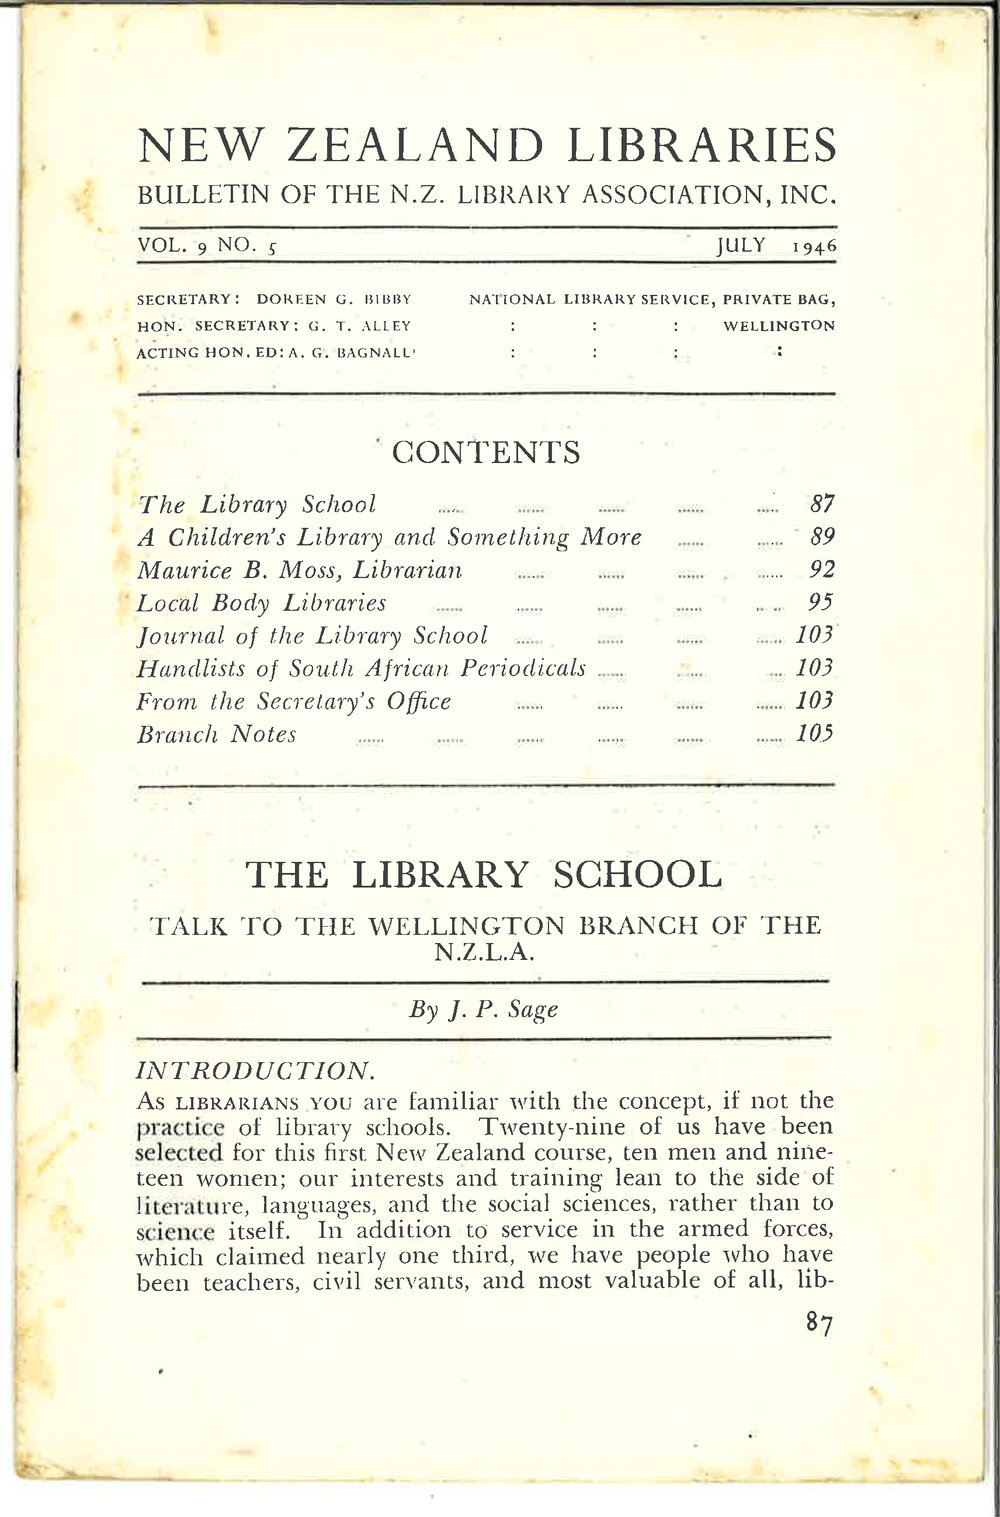 NEW ZEALAND LIBRARIES
BULLETIN OF THE N.Z. LIBRARY ASSOCIATION, INC.
VOL. 9 NO. 5 JULY 1946
SECRETARY: DOREEN G. BIBBY NATIONAL LIBRARY SERVICE, PRIVATE BAG,
HON. SECRETARY: G. T. ALLEY : : : WELLINGTON
ACTING HON. ED: A. G. BAGNALL : : : :
CONTENTS
The Library School ...... ...... ...... ...... ...... 87
A Children's Library and Something More ...... ...... 89
Maurice B. Moss, Librarian ...... ...... ...... ...... 92
Local Body Libraries ...... ...... ...... ...... ...... 95
Journal of the Library School ...... ...... ...... ...... 103
Handlists of South African Periodicals ...... ...... ...... 103
From the Secretary's Office ...... ...... ...... ...... 103
Branch Notes ...... ...... ...... ...... ...... ...... 105
THE LIBRARY SCHOOL
TALK TO THE WELLINGTON BRANCH OF THE
N.Z.L.A.
By J. P. Sage
INTRODUCTION.
AS LIBRARIANS YOU are familiar with the concept, if not the
practice of library schools. Twenty-nine of us have been
selected for this first New Zealand course, ten men and nine-
teen women; our interests and training lean to the side of
literature, languages, and the social sciences, rather than to
science itself. In addition to service in the armed forces,
which claimed nearly one third, we have people who have
been teachers, civil servants, and most valuable of all, lib-
87